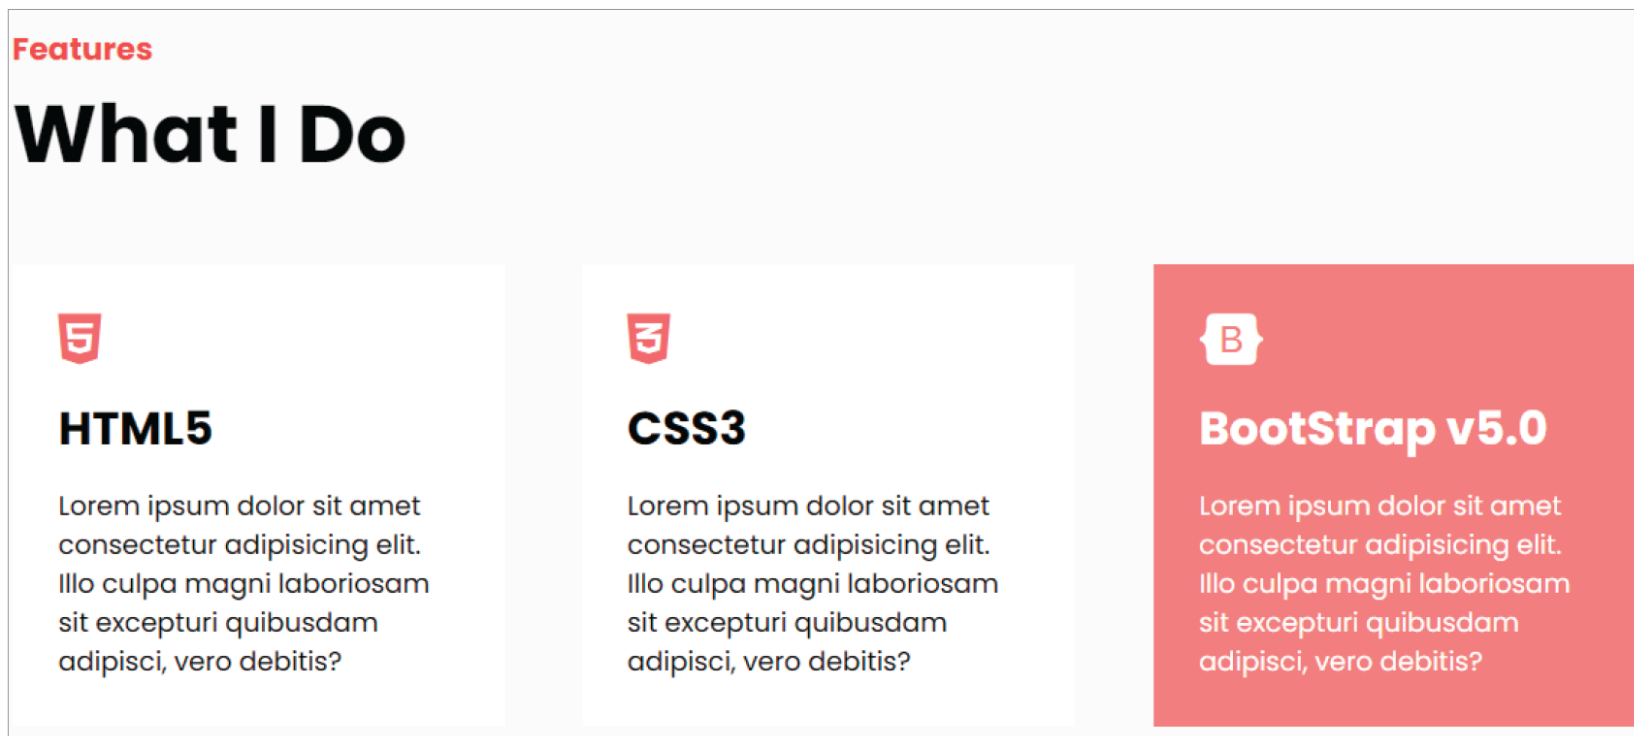 Features
What I Do
5
HTML5
Lorem ipsum dolor sit amet
consectetur adipisicing elit.
Illo culpa magni laboriosam
sit excepturi quibusdam
adipisci, vero debitis?
3
CSS3
Lorem ipsum dolor sit amet
consectetur adipisicing elit.
Illo culpa magni laboriosam
sit excepturi quibusdam
adipisci, vero debitis?
B
BootStrap v5.0
Lorem ipsum dolor sit amet
consectetur adipisicing elit.
Illo culpa magni laboriosam
sit excepturi quibusdam
adipisci, vero debitis?